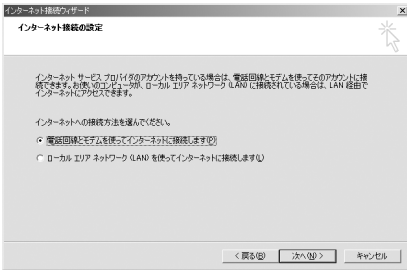 インターネット接続ウィザード
インターネット接続の設定
インターネット サービス プロバイダのアカウントを持っている場合は、電話回線とモデムを使ってそのアカウントに接
続できます。お使いのコンピュータが、ローカル エリア ネットワーク (LAN) に接続されている場合は、LAN 経由で
インターネットにアクセスできます。
インターネットへの接続方法を選んでください。
電話回線とモデムを使ってインターネットに接続します(P)
ローカル エリア ネットワーク (LAN) を使ってインターネットに接続します(L)
< 戻る(B)
次へ(N) >
キャンセル